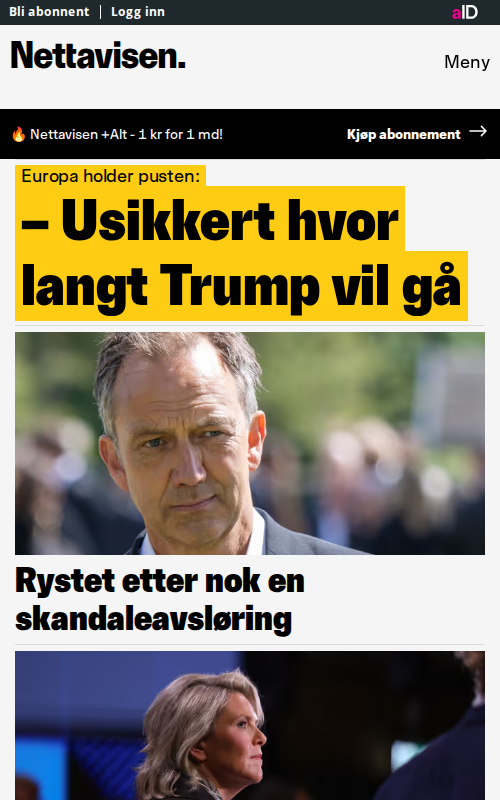 Bli abonnent | Logg inn
aID
Nettavisen.
Meny
🔥 Nettavisen +Alt - 1 kr for 1 md!
Kjøp abonnement →
Europa holder pusten:
– Usikkert hvor
langt Trump vil gå
Rystet etter nok en
skandaleavsløring